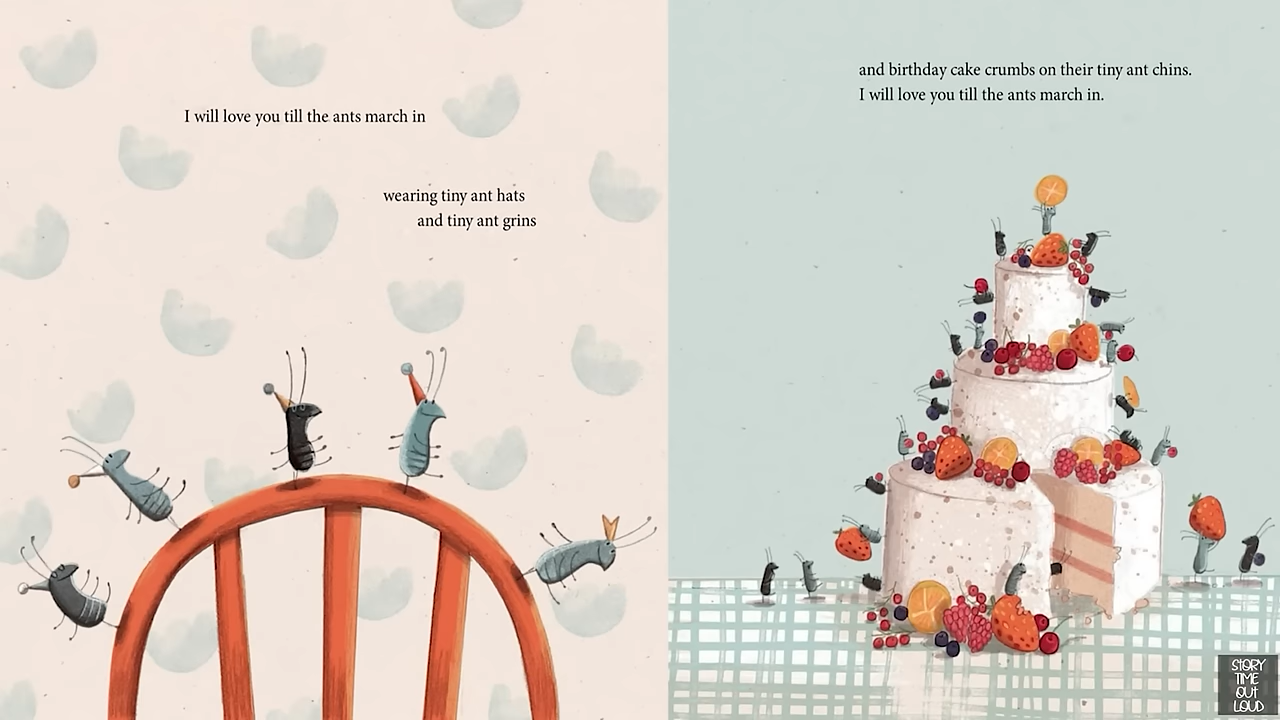 I will love you till the ants march in
wearing tiny ant hats
and tiny ant grins
and birthday cake crumbs on their tiny ant chins.
I will love you till the ants march in.
STORY
TIME
OUT
LOUD